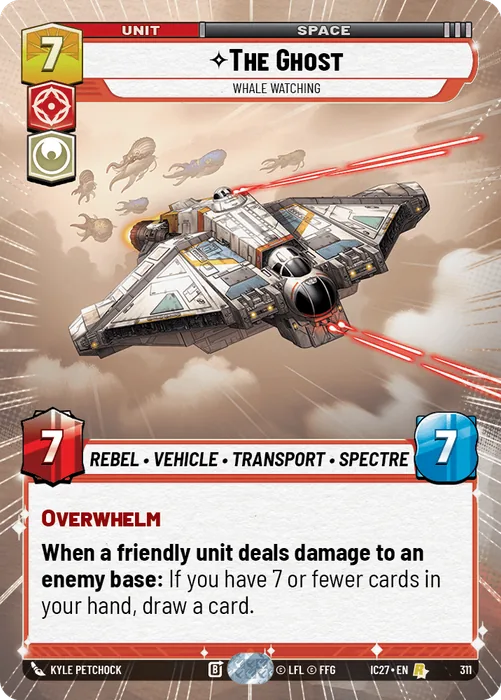 UNIT
SPACE
7
✧THE GHOST
WHALE WATCHING
7
REBEL • VEHICLE • TRANSPORT • SPECTRE
7
OVERWHELM
When a friendly unit deals damage to an
enemy base: If you have 7 or fewer cards in
your hand, draw a card.
KYLE PETCHOCK
B
© LFL © FFG
IC27•EN
R
311